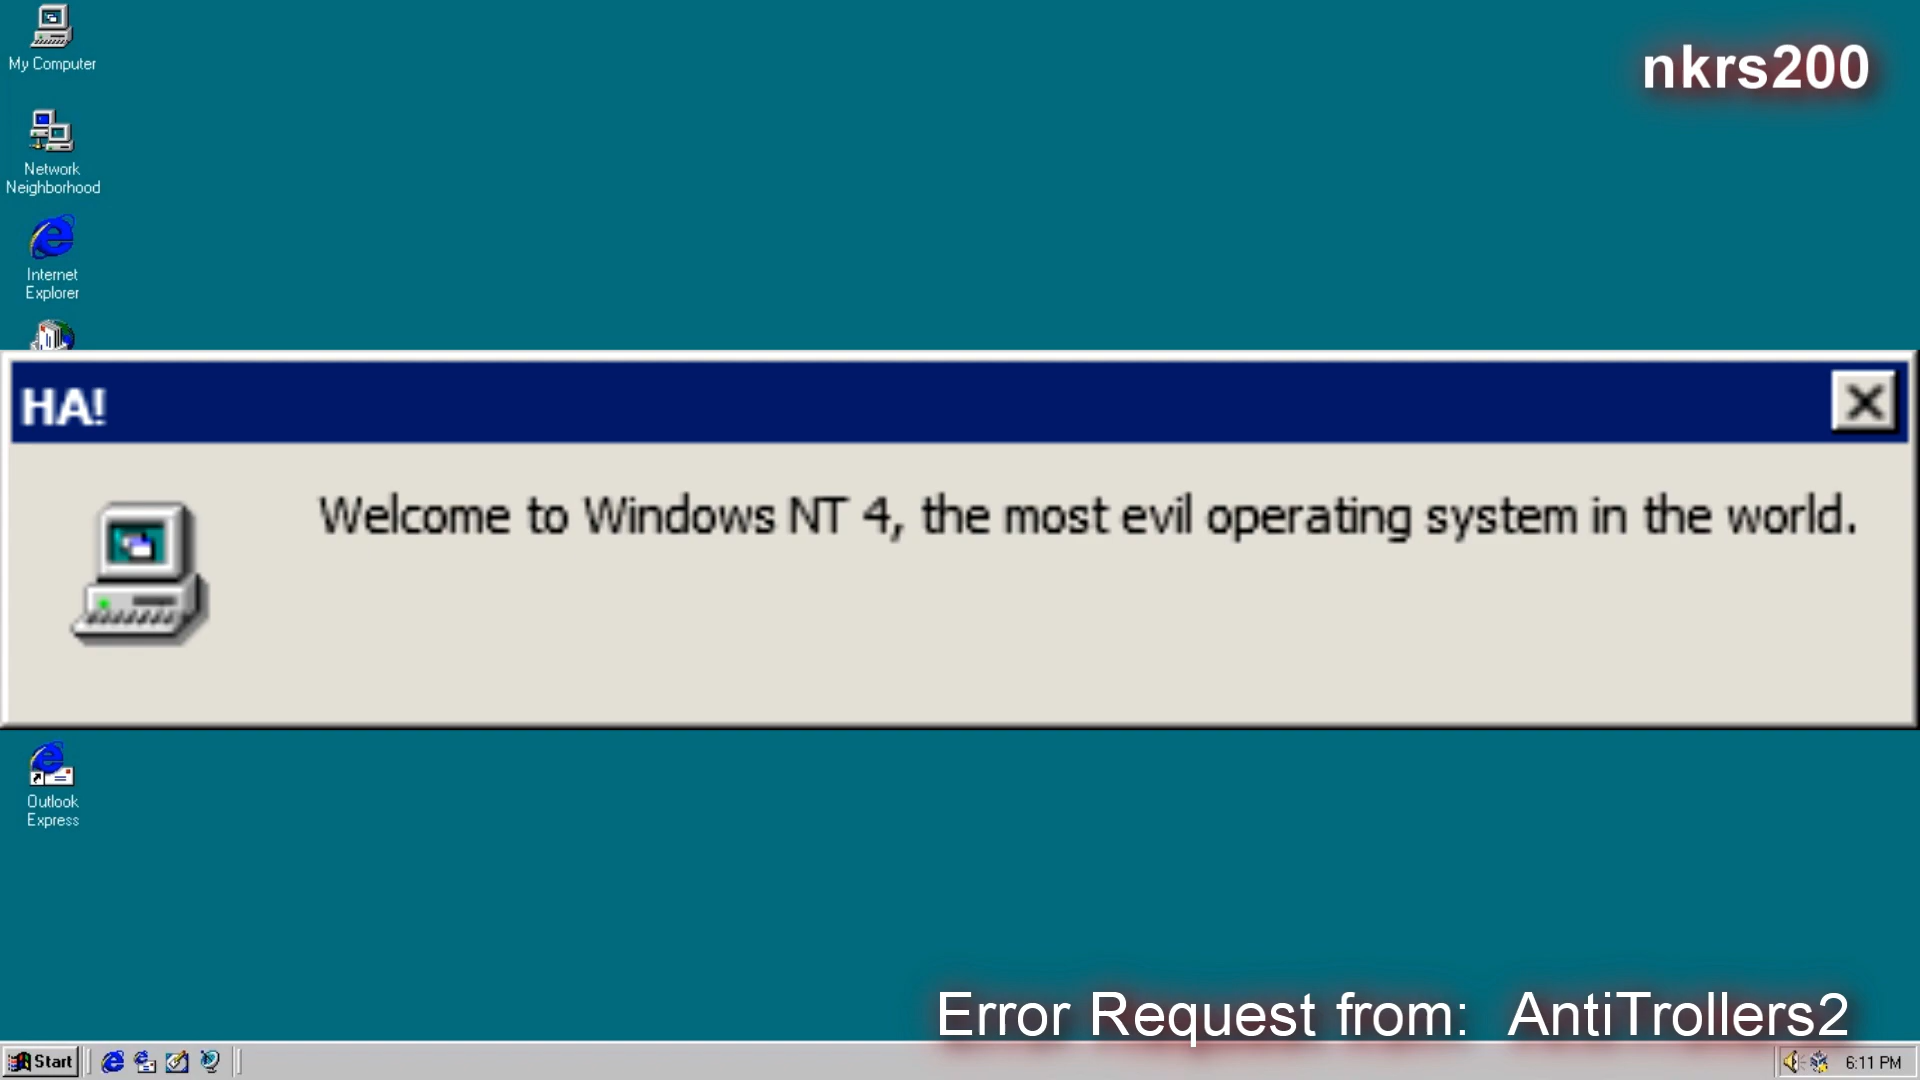 My Computer
nkrs200
Network
Neighborhood
Internet
Explorer
HA!
Welcome to Windows NT 4, the most evil operating system in the world.
Outlook
Express
Error Request from: AntiTrollers2
Start
6:11 PM